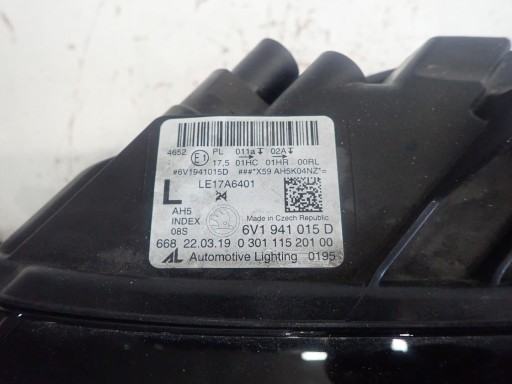 4652 E1 PL 011a 02A
17,5 01HC 01HR 00RL
#6V1941015D ###*X59 AH5K04NZ*=
L LE17A6401
AH5
INDEX
08S
Made in Czech Republic
6V1 941 015 D
668 22.03.19 0 301 115 201 00
AL Automotive Lighting 0195